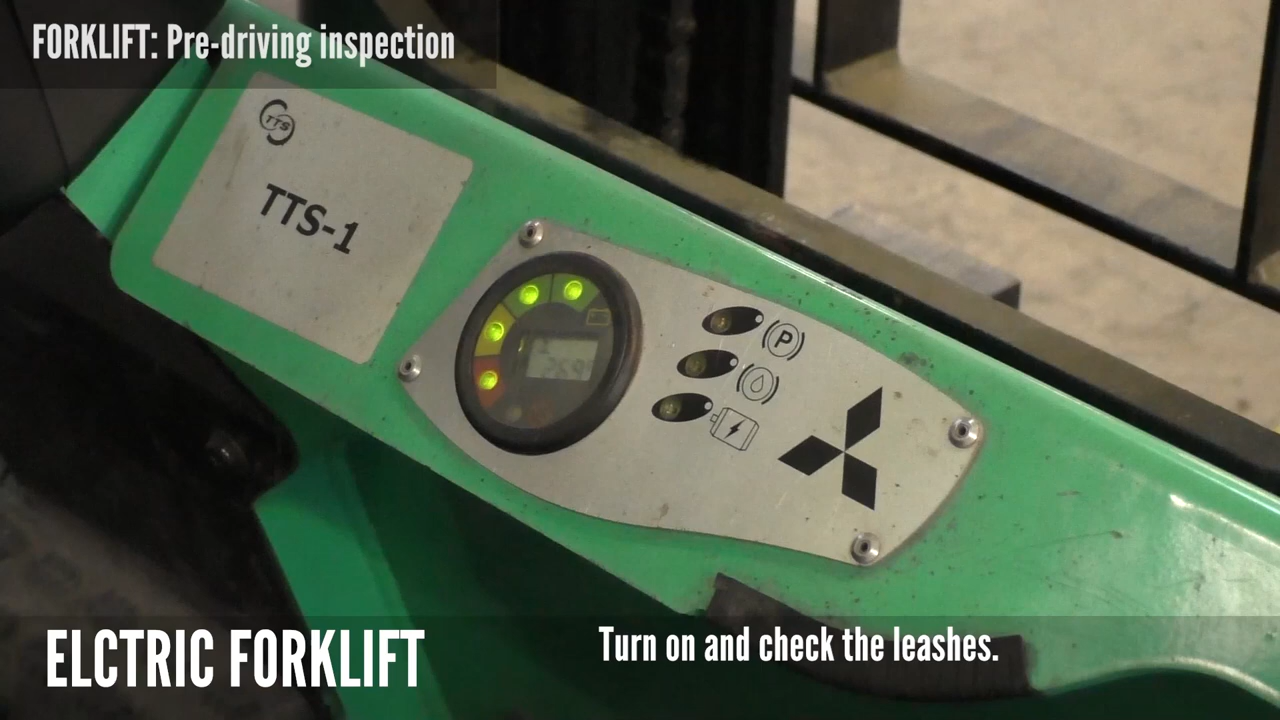 FORKLIFT: Pre-driving inspection
TTS
TTS-1
P
ELCTRIC FORKLIFT
Turn on and check the leashes.